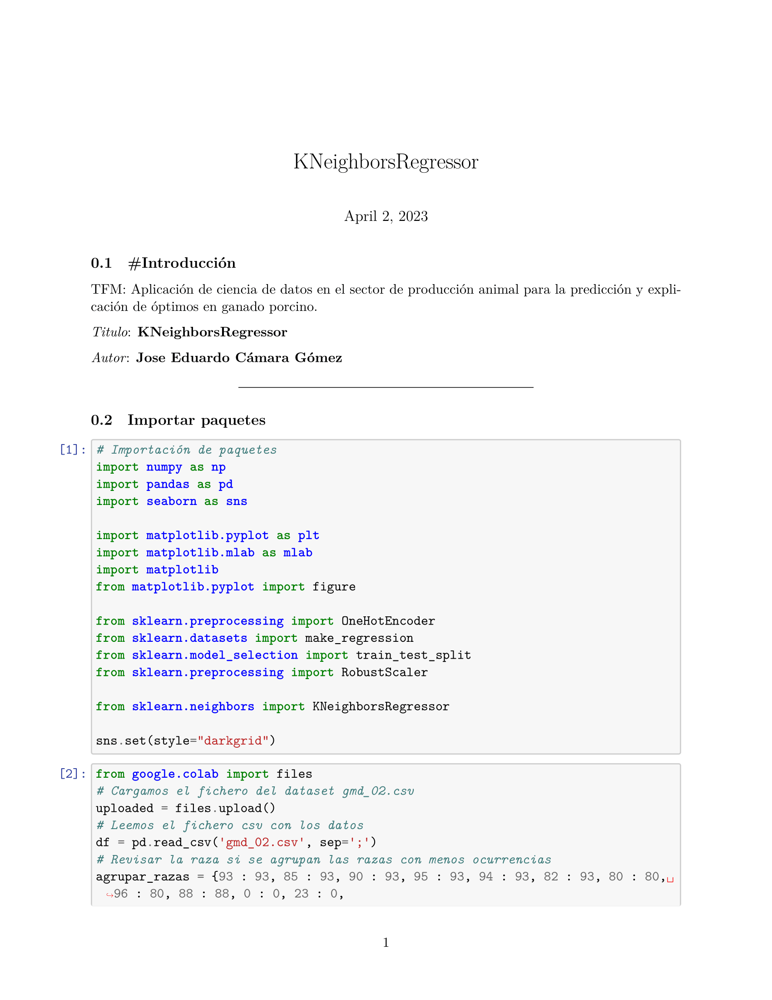 KNeighborsRegressor
April 2, 2023
0.1 #Introducción
TFM: Aplicación de ciencia de datos en el sector de producción animal para la predicción y expli-
cación de óptimos en ganado porcino.
Titulo: KNeighborsRegressor
Autor: Jose Eduardo Cámara Gómez
0.2 Importar paquetes
[1]: # Importación de paquetes
import numpy as np
import pandas as pd
import seaborn as sns
import matplotlib.pyplot as plt
import matplotlib.mlab as mlab
import matplotlib
from matplotlib.pyplot import figure
from sklearn.preprocessing import OneHotEncoder
from sklearn.datasets import make_regression
from sklearn.model_selection import train_test_split
from sklearn.preprocessing import RobustScaler
from sklearn.neighbors import KNeighborsRegressor
sns.set(style="darkgrid")
[2]: from google.colab import files
# Cargamos el fichero del dataset gmd_02.csv
uploaded = files.upload()
# Leemos el fichero csv con los datos
df = pd.read_csv('gmd_02.csv', sep=';')
# Revisar la raza si se agrupan las razas con menos ocurrencias
agrupar_razas = {93 : 93, 85 : 93, 90 : 93, 95 : 93, 94 : 93, 82 : 93, 80 : 80,␣
↪96 : 80, 88 : 88, 0 : 0, 23 : 0,
1